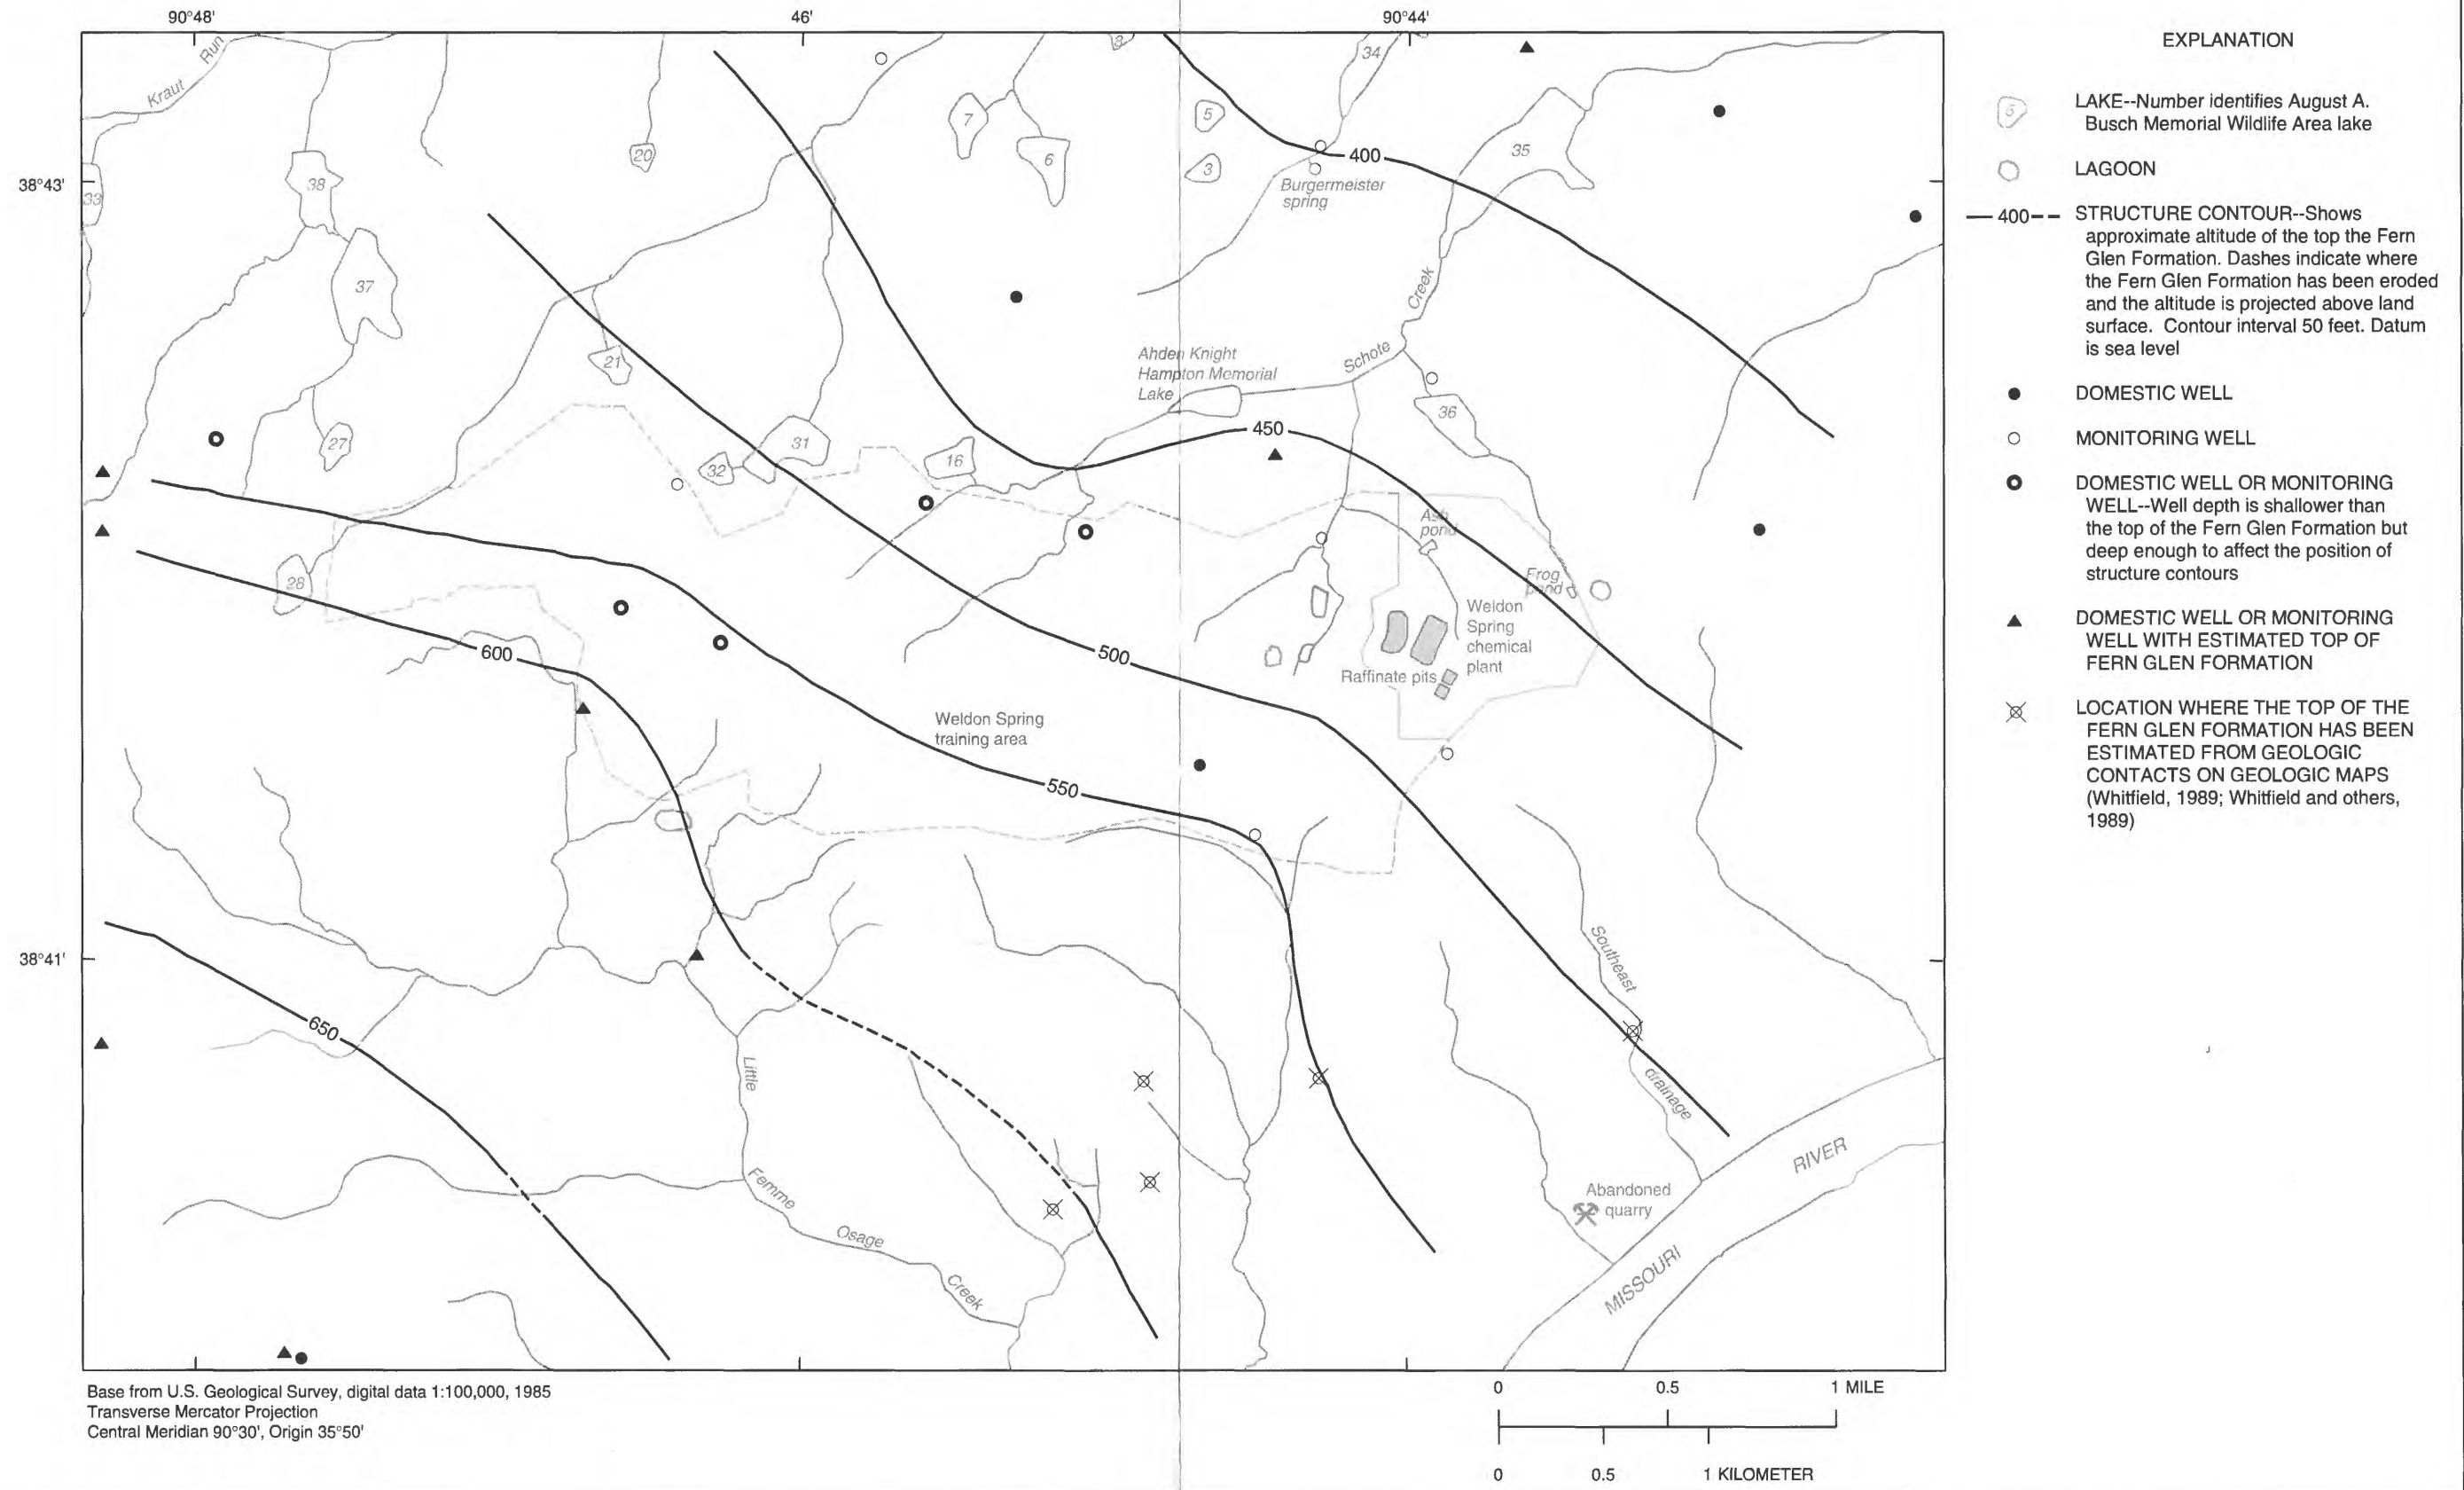 90°48'
46'
90°44'
38°43'
38°41'
Kraut Run
33
38
37
27
28
20
21
32
31
16
7
6
8
5
3
34
35
36
Burgermeister
spring
Schote Creek
Ahden Knight
Hampton Memorial
Lake
400
450
500
550
600
650
Ash
pond
Frog
pond
Weldon
Spring
chemical
plant
Raffinate pits
Weldon Spring
training area
Southeast
drainage
Little
Femme
Osage
Creek
Abandoned
quarry
MISSOURI
RIVER
EXPLANATION
6
LAKE--Number identifies August A.
Busch Memorial Wildlife Area lake
LAGOON
400
STRUCTURE CONTOUR--Shows
approximate altitude of the top the Fern
Glen Formation. Dashes indicate where
the Fern Glen Formation has been eroded
and the altitude is projected above land
surface. Contour interval 50 feet. Datum
is sea level
DOMESTIC WELL
MONITORING WELL
DOMESTIC WELL OR MONITORING
WELL--Well depth is shallower than
the top of the Fern Glen Formation but
deep enough to affect the position of
structure contours
DOMESTIC WELL OR MONITORING
WELL WITH ESTIMATED TOP OF
FERN GLEN FORMATION
LOCATION WHERE THE TOP OF THE
FERN GLEN FORMATION HAS BEEN
ESTIMATED FROM GEOLOGIC
CONTACTS ON GEOLOGIC MAPS
(Whitfield, 1989; Whitfield and others,
1989)
Base from U.S. Geological Survey, digital data 1:100,000, 1985
Transverse Mercator Projection
Central Meridian 90°30', Origin 35°50'
0 0.5 1 MILE
0 0.5 1 KILOMETER